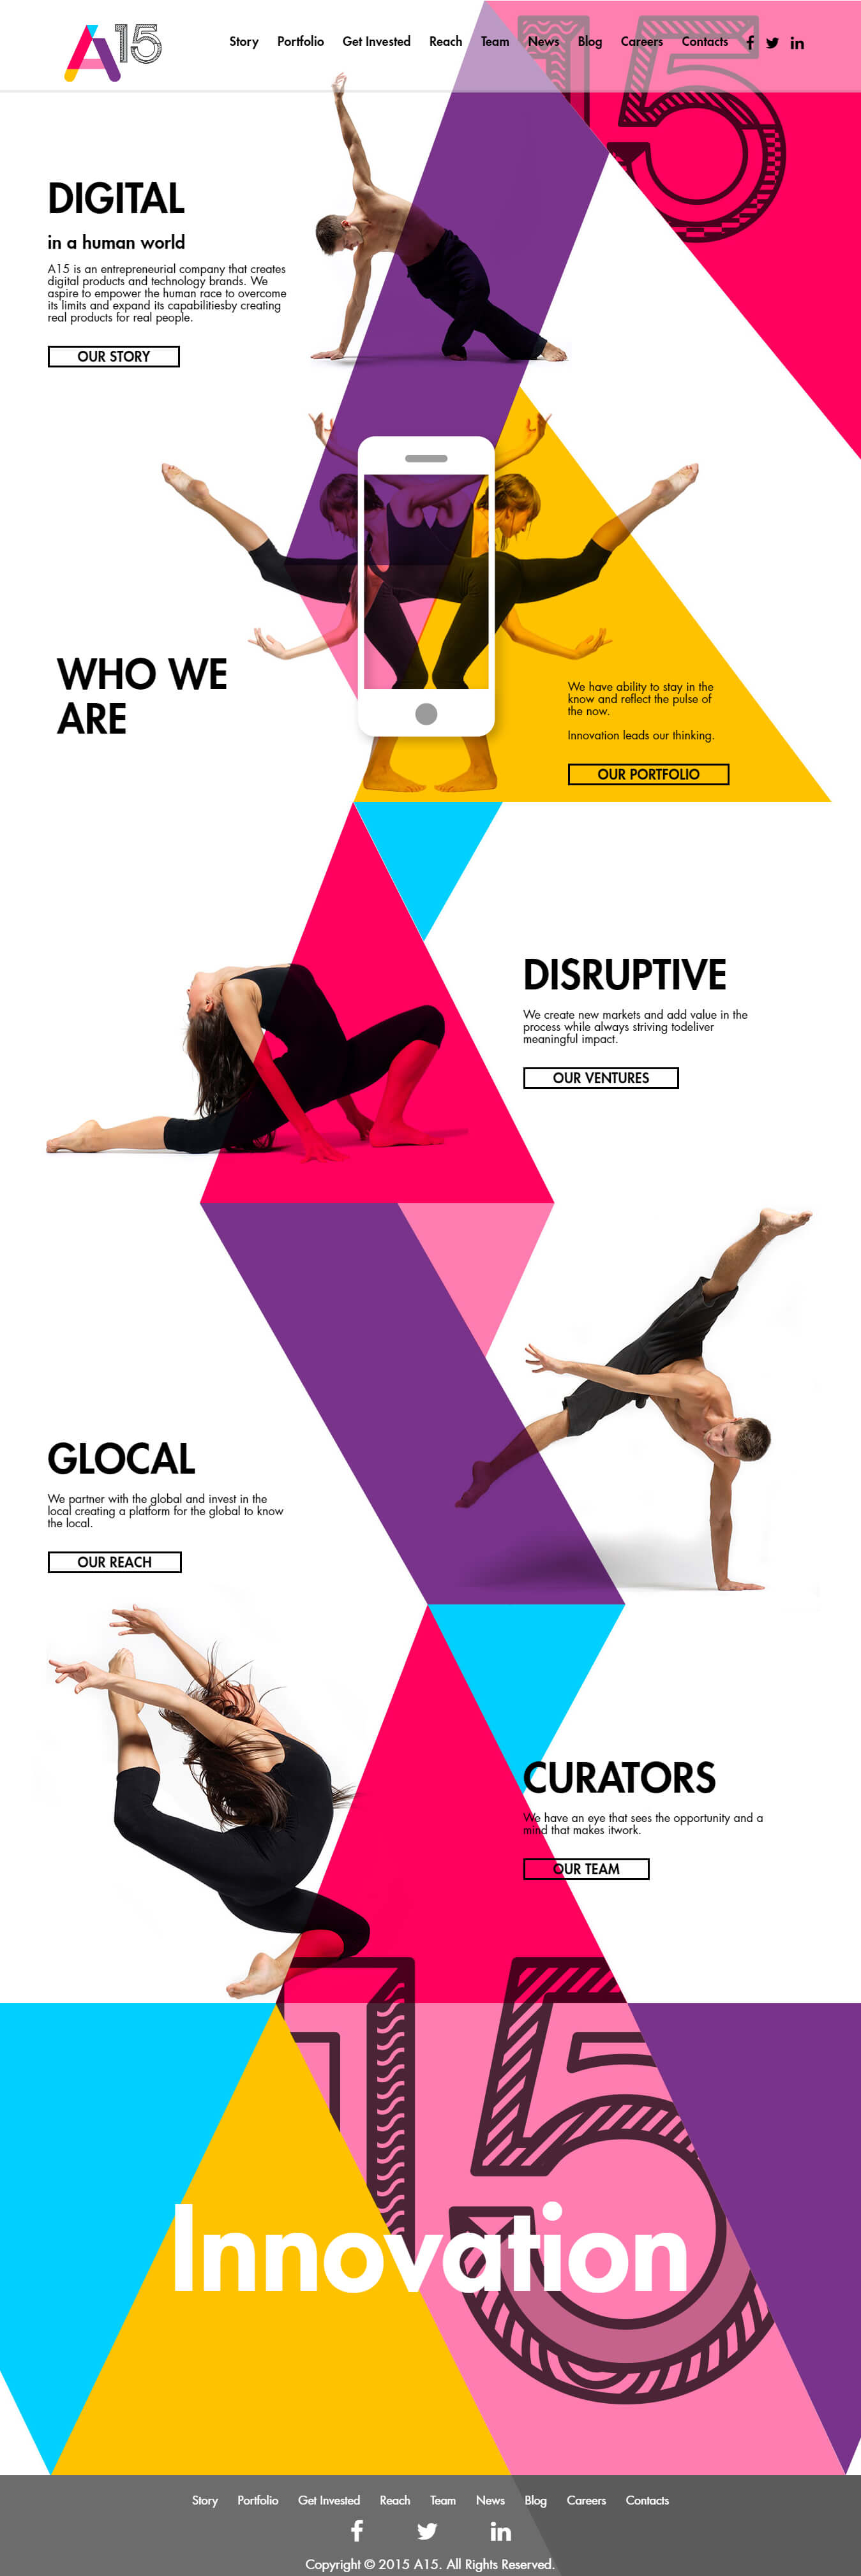 A15
Story Portfolio Get Invested Reach Team News Blog Careers Contacts
15
DIGITAL
in a human world
A15 is an entrepreneurial company that creates
digital products and technology brands. We
aspire to empower the human race to overcome
its limits and expand its capabilitiesby creating
real products for real people.
OUR STORY
WHO WE
ARE
We have ability to stay in the
know and reflect the pulse of
the now.
Innovation leads our thinking.
OUR PORTFOLIO
DISRUPTIVE
We create new markets and add value in the
process while always striving todeliver
meaningful impact.
OUR VENTURES
GLOCAL
We partner with the global and invest in the
local creating a platform for the global to know
the local.
OUR REACH
CURATORS
We have an eye that sees the opportunity and a
mind that makes itwork.
OUR TEAM
15
Innovation
Story Portfolio Get Invested Reach Team News Blog Careers Contacts
Copyright © 2015 A15. All Rights Reserved.